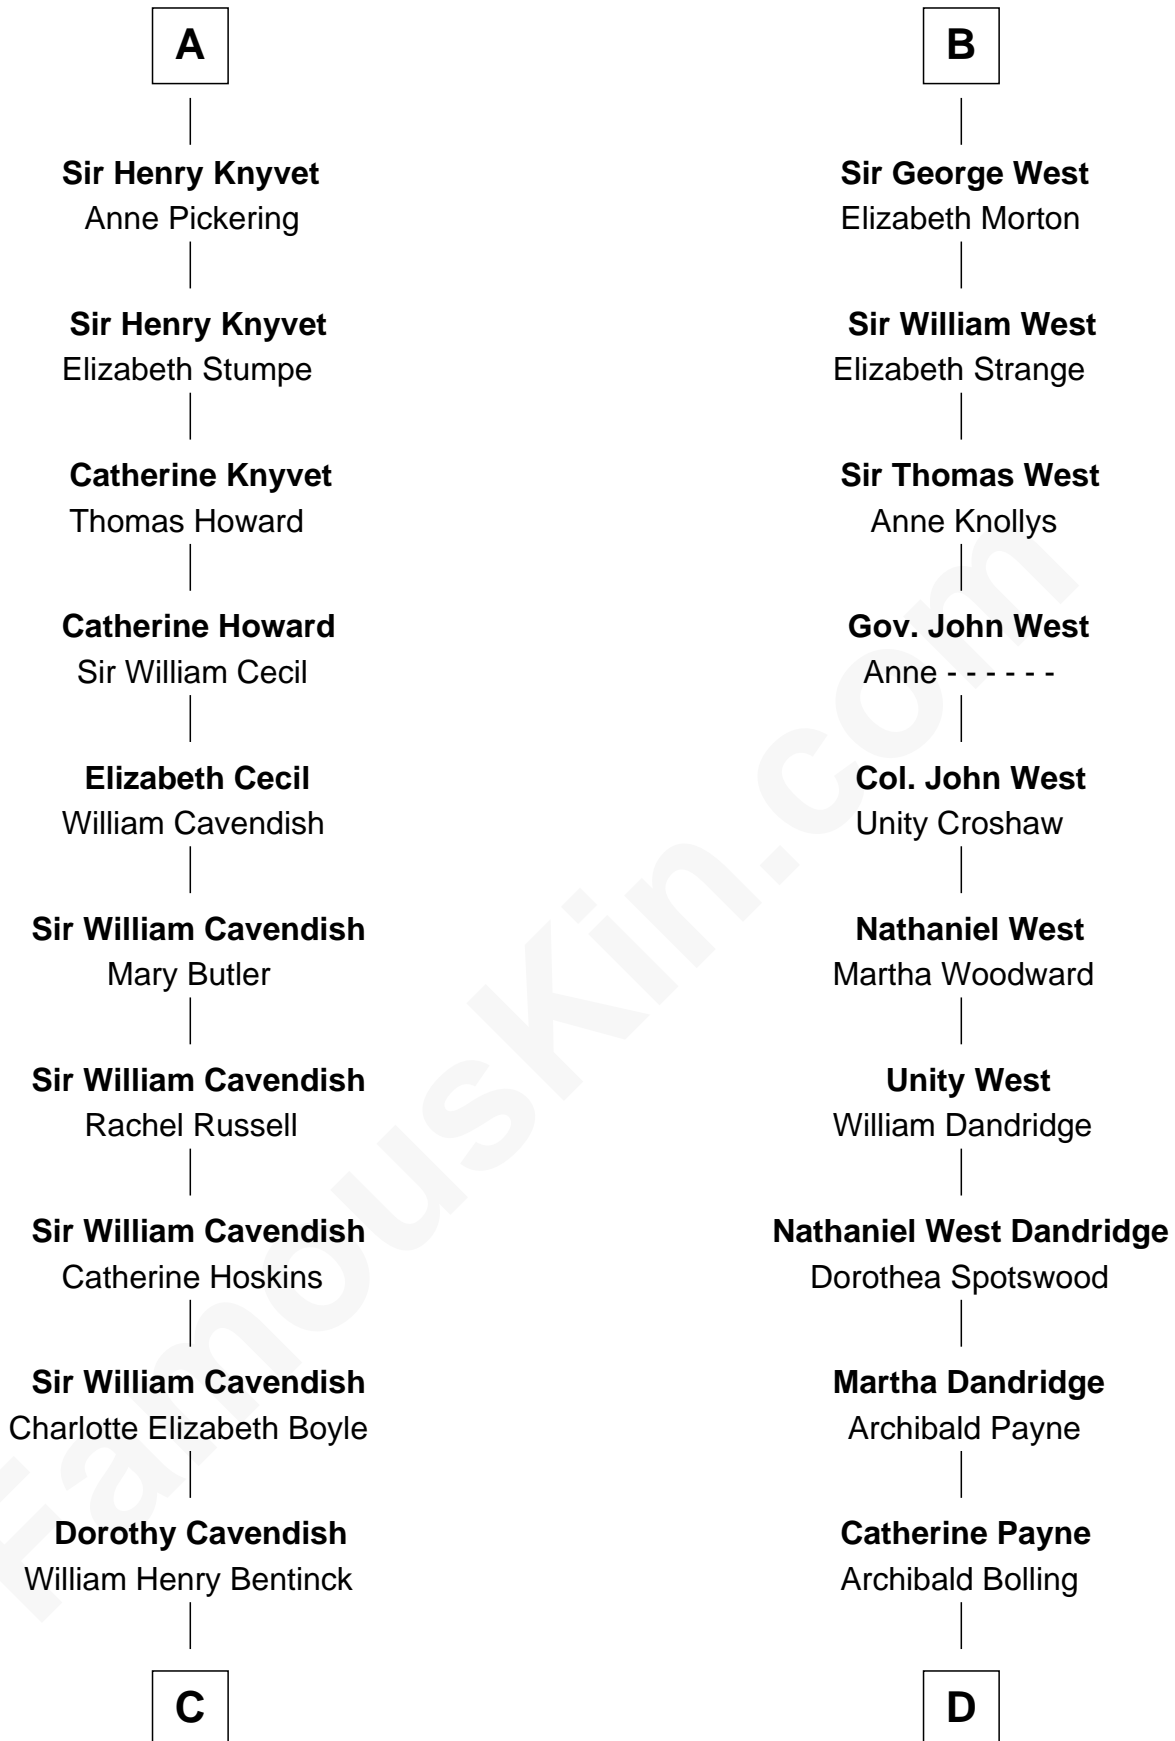 A
Sir Henry Knyvet
Anne Pickering
Sir Henry Knyvet
Elizabeth Stumpe
Catherine Knyvet
Thomas Howard
Catherine Howard
Sir William Cecil
Elizabeth Cecil
William Cavendish
Sir William Cavendish
Mary Butler
Sir William Cavendish
Rachel Russell
Sir William Cavendish
Catherine Hoskins
Sir William Cavendish
Charlotte Elizabeth Boyle
Dorothy Cavendish
William Henry Bentinck
C
B
Sir George West
Elizabeth Morton
Sir William West
Elizabeth Strange
Sir Thomas West
Anne Knollys
Gov. John West
Anne - - - - - -
Col. John West
Unity Croshaw
Nathaniel West
Martha Woodward
Unity West
William Dandridge
Nathaniel West Dandridge
Dorothea Spotswood
Martha Dandridge
Archibald Payne
Catherine Payne
Archibald Bolling
D
FamousKin.com